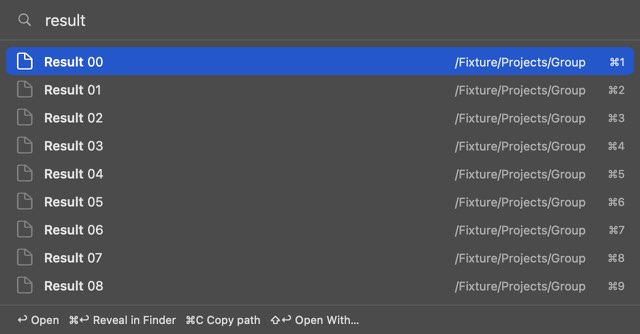 result
Result 00 /Fixture/Projects/Group ⌘1
Result 01 /Fixture/Projects/Group ⌘2
Result 02 /Fixture/Projects/Group ⌘3
Result 03 /Fixture/Projects/Group ⌘4
Result 04 /Fixture/Projects/Group ⌘5
Result 05 /Fixture/Projects/Group ⌘6
Result 06 /Fixture/Projects/Group ⌘7
Result 07 /Fixture/Projects/Group ⌘8
Result 08 /Fixture/Projects/Group ⌘9
↩ Open ⌘↩ Reveal in Finder ⌘C Copy path ⇧↩ Open With...